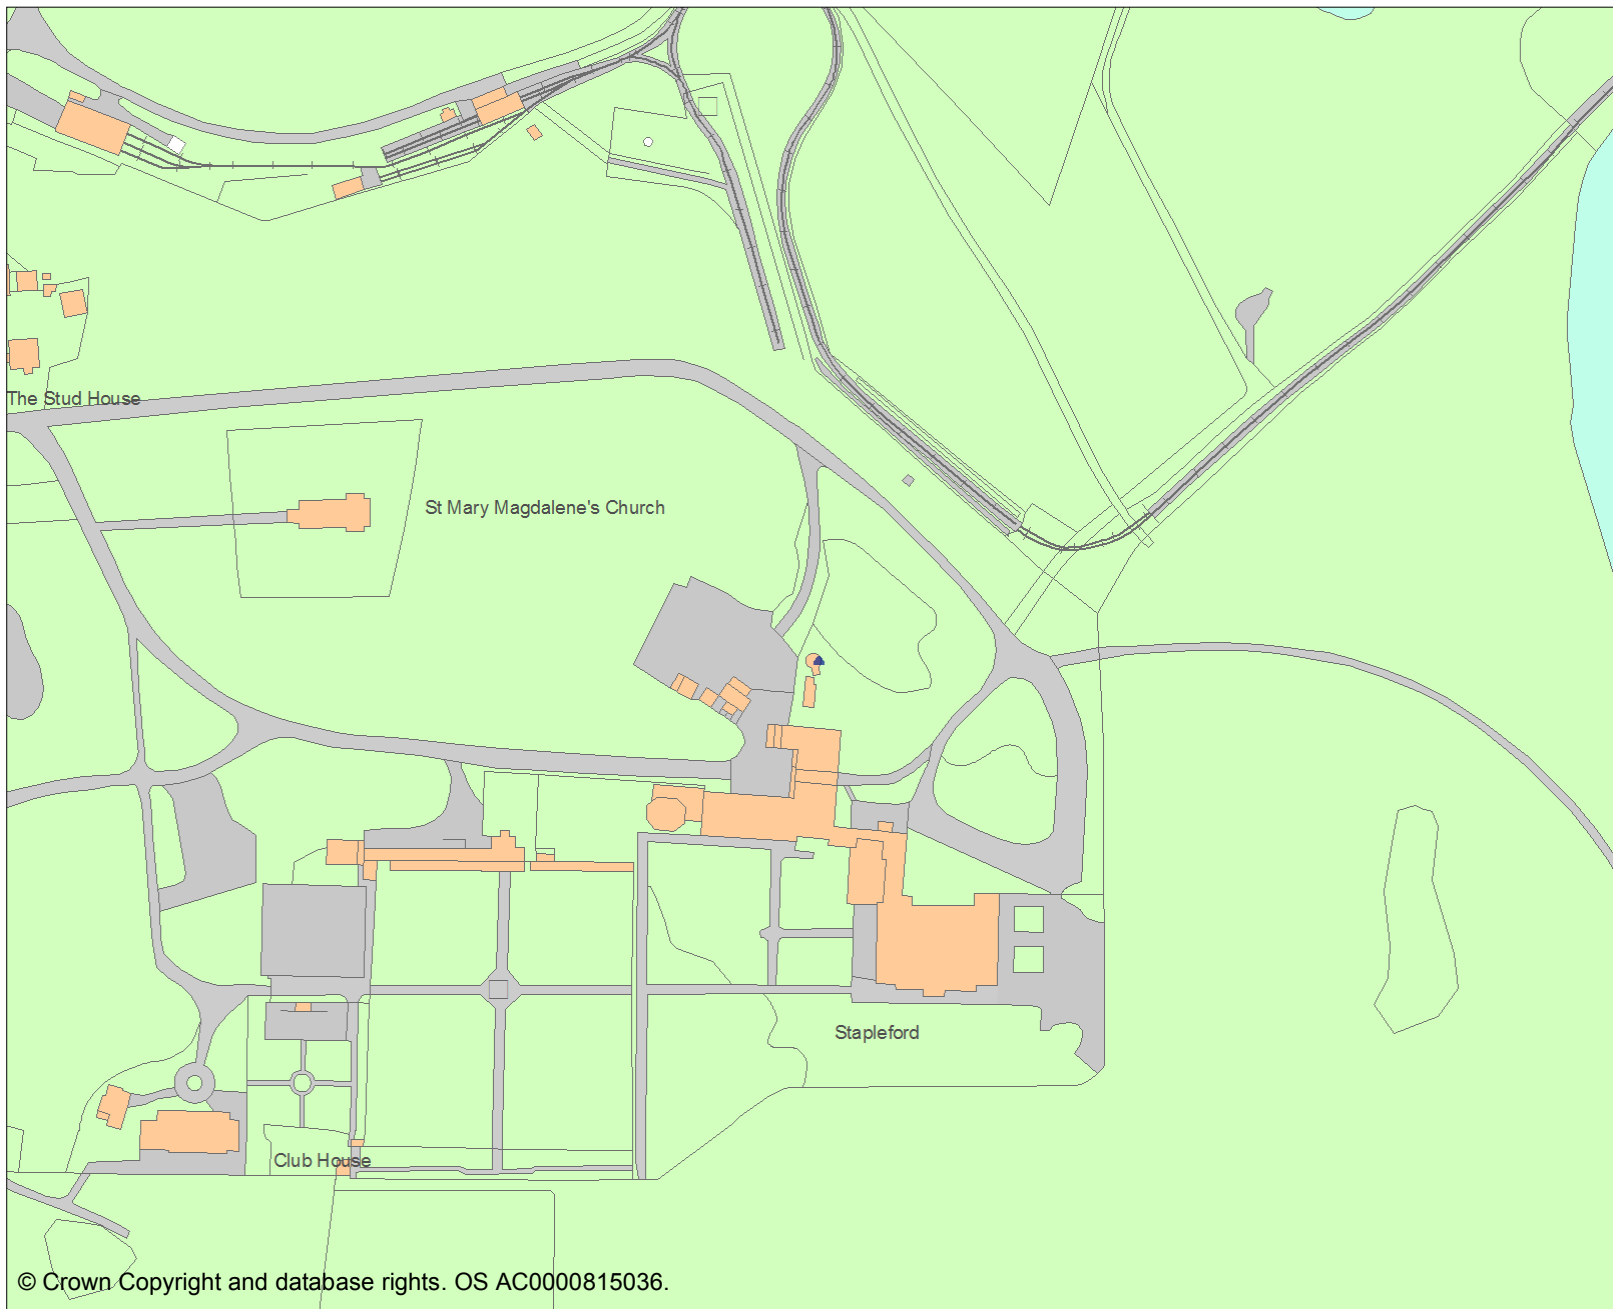 The Stud House
St Mary Magdalene's Church
Stapleford
Club House
© Crown Copyright and database rights. OS AC0000815036.